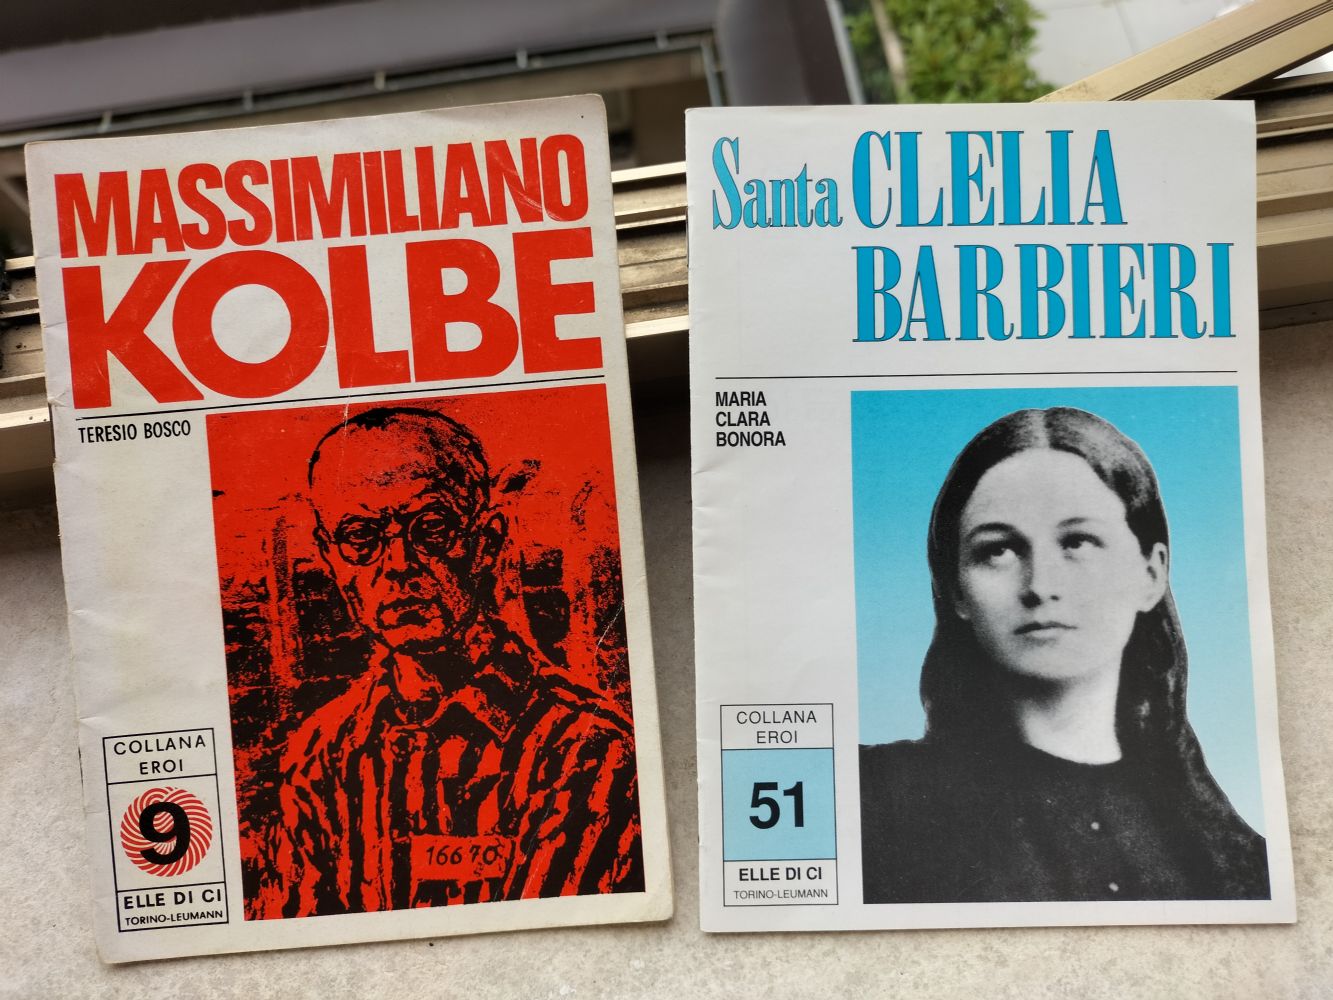 MASSIMILIANO
KOLBE
TERESIO BOSCO
16670
COLLANA
EROI
9
ELLE DI CI
TORINO-LEUMANN
Santa CLELIA
BARBIERI
MARIA
CLARA
BONORA
COLLANA
EROI
51
ELLE DI CI
TORINO-LEUMANN